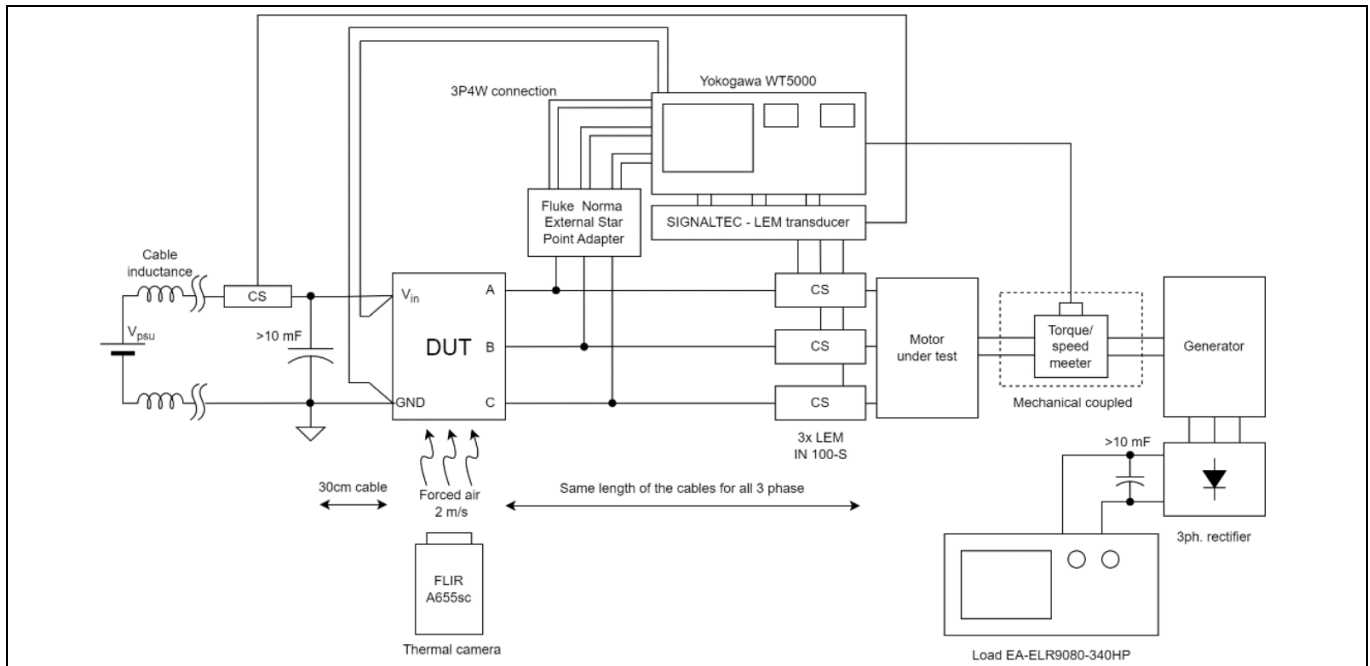 Yokogawa WT5000
3P4W connection
Fluke Norma
External Star
Point Adapter
SIGNALTEC - LEM transducer
Cable
inductance
CS
Vpsu
>10 mF
Vin
GND
DUT
A
B
C
CS
CS
CS
3x LEM
IN 100-S
Motor
under test
Torque/
speed
meeter
Mechanical coupled
Generator
>10 mF
3ph. rectifier
30cm cable
Forced air
2 m/s
Same length of the cables for all 3 phase
FLIR
A655sc
Thermal camera
Load EA-ELR9080-340HP